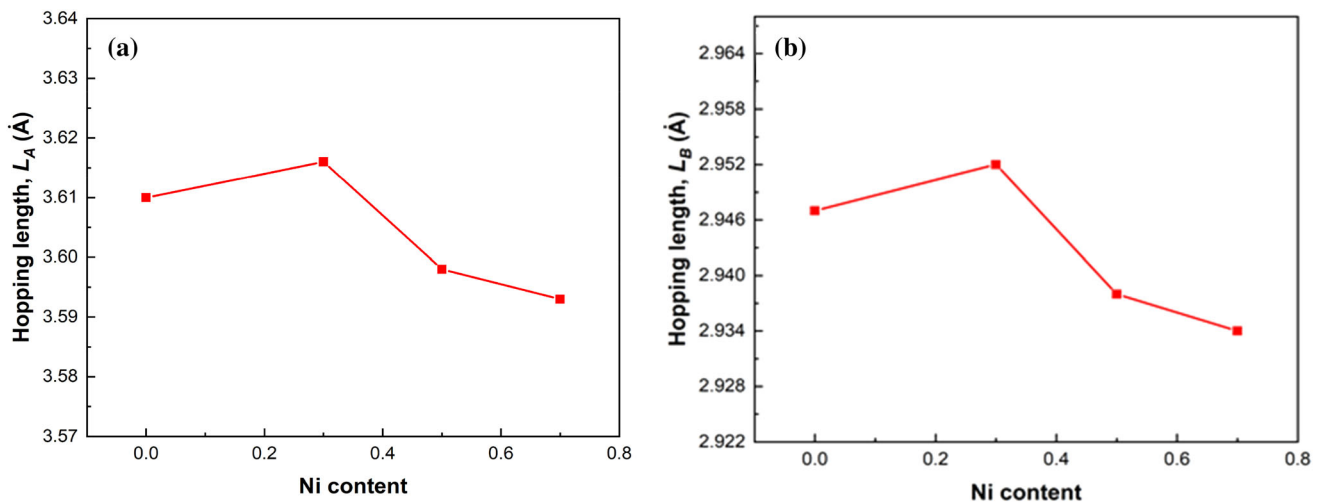 (a)
Hopping length, L_A (Å)
3.64
3.63
3.62
3.61
3.60
3.59
3.58
3.57
0.0 0.2 0.4 0.6 0.8
Ni content
(b)
Hopping length, L_B (Å)
2.964
2.958
2.952
2.946
2.940
2.934
2.928
2.922
0.0 0.2 0.4 0.6 0.8
Ni content